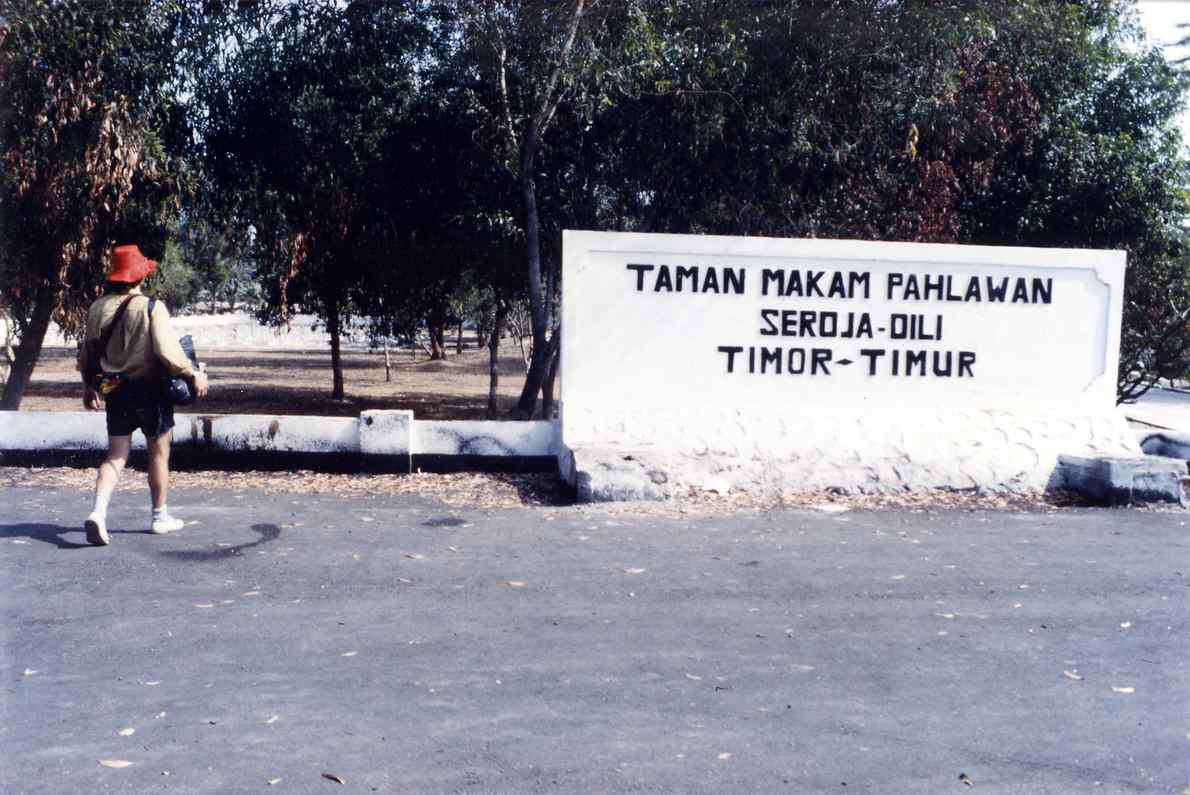 TAMAN MAKAM PAHLAWAN
SEROJA-DILI
TIMOR-TIMUR